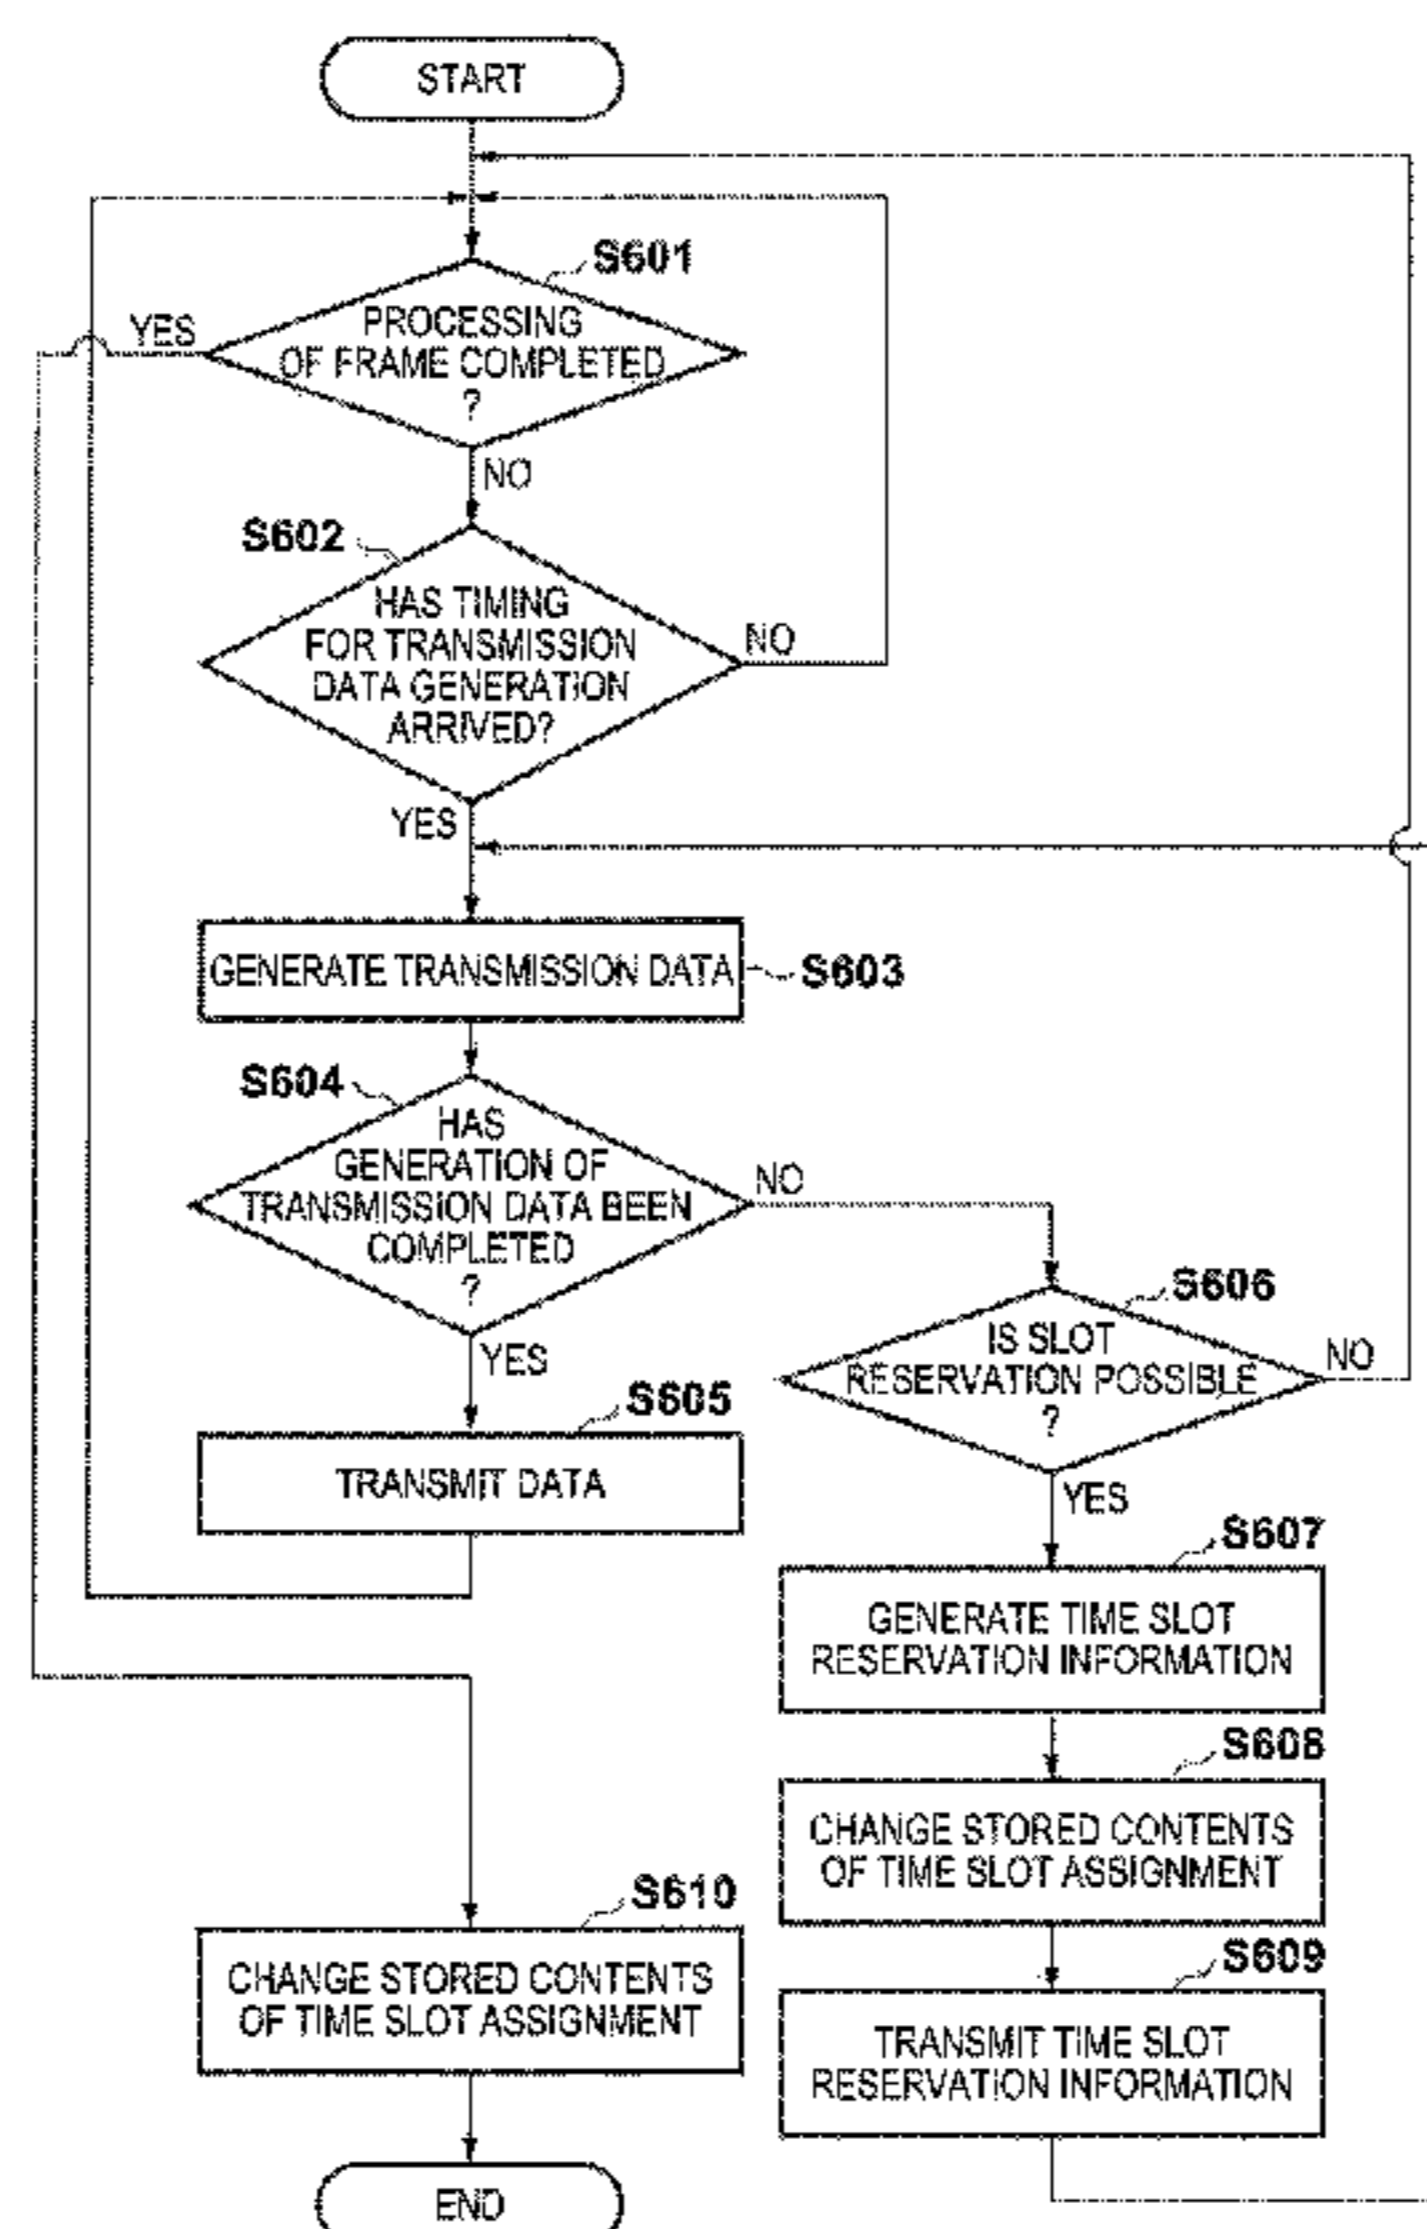 START
S601
YES
PROCESSING
OF FRAME COMPLETED
?
NO
S602
HAS TIMING
FOR TRANSMISSION
DATA GENERATION
ARRIVED?
NO
YES
GENERATE TRANSMISSION DATA
S603
S604
HAS
GENERATION OF
TRANSMISSION DATA BEEN
COMPLETED
?
NO
YES
S605
TRANSMIT DATA
S606
IS SLOT
RESERVATION POSSIBLE
?
NO
YES
S607
GENERATE TIME SLOT
RESERVATION INFORMATION
S608
CHANGE STORED CONTENTS
OF TIME SLOT ASSIGNMENT
S609
TRANSMIT TIME SLOT
RESERVATION INFORMATION
S610
CHANGE STORED CONTENTS
OF TIME SLOT ASSIGNMENT
END